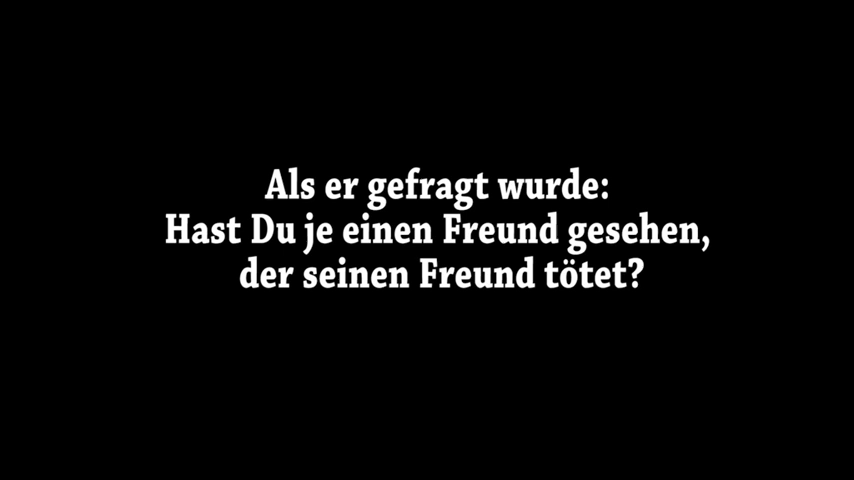 Als er gefragt wurde:
Hast Du je einen Freund gesehen,
der seinen Freund tötet?